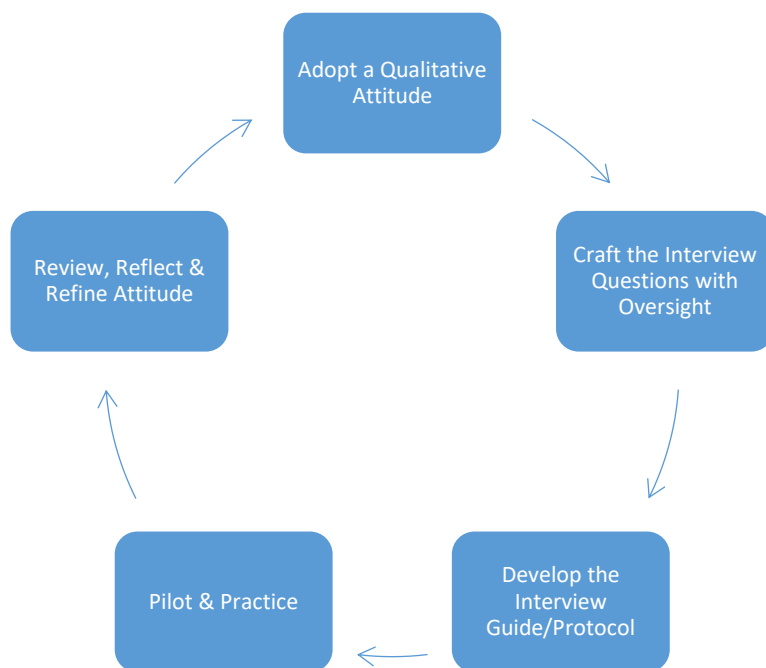 Adopt a Qualitative
Attitude
Craft the Interview
Questions with
Oversight
Develop the
Interview
Guide/Protocol
Pilot & Practice
Review, Reflect &
Refine Attitude